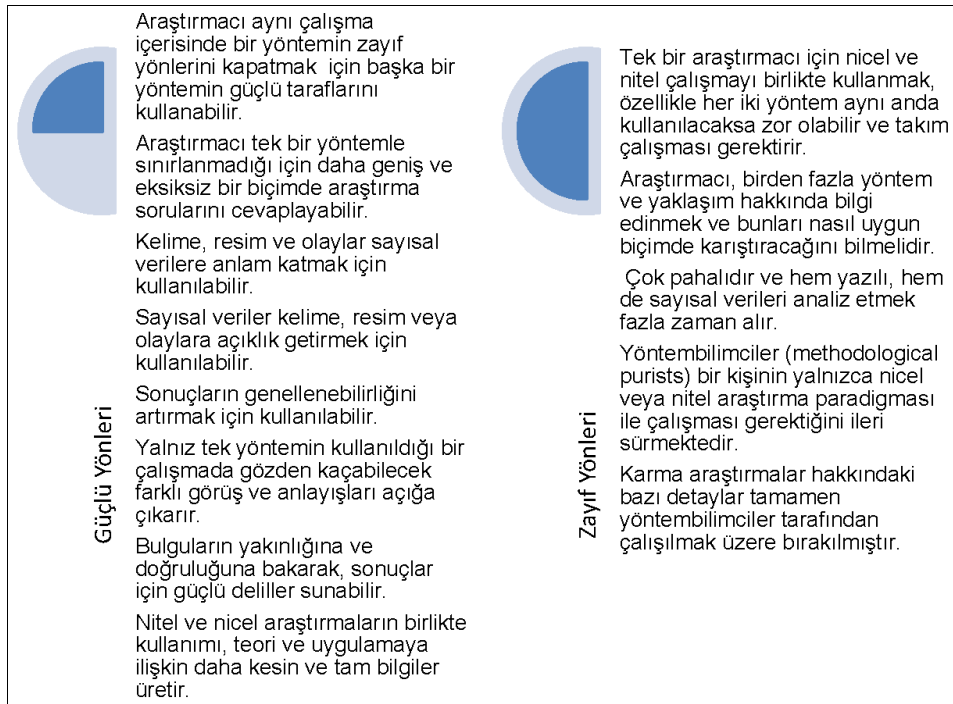 Güçlü Yönleri
Araştırmacı aynı çalışma
içerisinde bir yöntemin zayıf
yönlerini kapatmak için başka bir
yöntemin güçlü taraflarını
kullanabilir.
Araştırmacı tek bir yöntemle
sınırlanmadığı için daha geniş ve
eksiksiz bir biçimde araştırma
sorularını cevaplayabilir.
Kelime, resim ve olaylar sayısal
verilere anlam katmak için
kullanılabilir.
Sayısal veriler kelime, resim veya
olaylara açıklık getirmek için
kullanılabilir.
Sonuçların genellenebilirliğini
artırmak için kullanılabilir.
Yalnız tek yöntemin kullanıldığı bir
çalışmada gözden kaçabilecek
farklı görüş ve anlayışları açığa
çıkarır.
Bulguların yakınlığına ve
doğruluğuna bakarak, sonuçlar
için güçlü deliller sunabilir.
Nitel ve nicel araştırmaların birlikte
kullanımı, teori ve uygulamaya
ilişkin daha kesin ve tam bilgiler
üretir.
Zayıf Yönleri
Tek bir araştırmacı için nicel ve
nitel çalışmayı birlikte kullanmak,
özellikle her iki yöntem aynı anda
kullanılacaksa zor olabilir ve takım
çalışması gerektirir.
Araştırmacı, birden fazla yöntem
ve yaklaşım hakkında bilgi
edinmek ve bunları nasıl uygun
biçimde karıştıracağını bilmelidir.
Çok pahalıdır ve hem yazılı, hem
de sayısal verileri analiz etmek
fazla zaman alır.
Yöntembilimciler (methodological
purists) bir kişinin yalnızca nicel
veya nitel araştırma paradigması
ile çalışması gerektiğini ileri
sürmektedir.
Karma araştırmalar hakkındaki
bazı detaylar tamamen
yöntembilimciler tarafından
çalışılmak üzere bırakılmıştır.